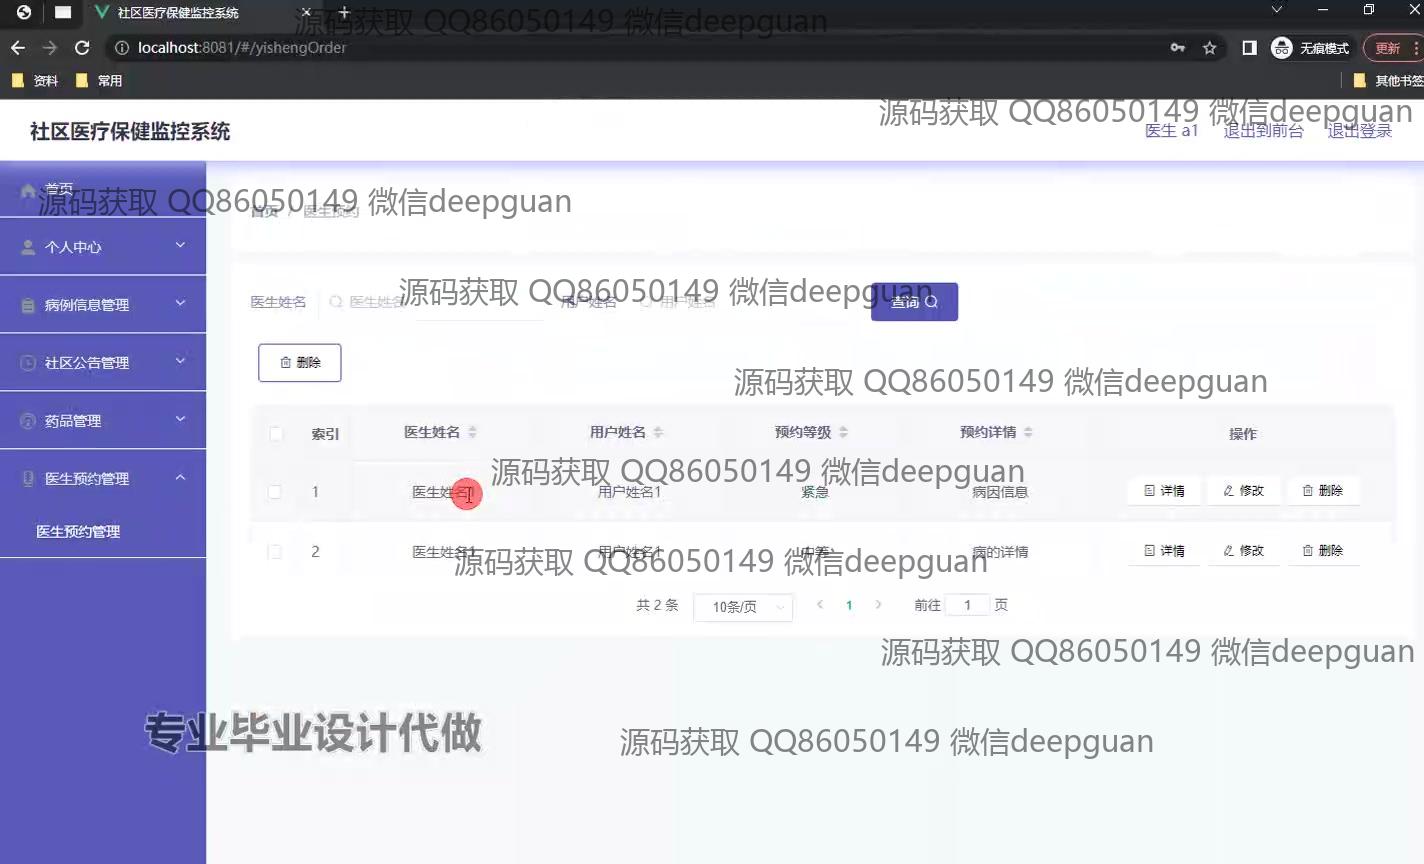 社区医疗保健监控系统
源码获取 QQ86050149 微信deepguan
localhost:8081/#/yishengOrder
无痕模式
更新
资料
常用
其他书签
源码获取 QQ86050149 微信deepguan
社区医疗保健监控系统
医生 a1
退出到前台
退出登录
首页
源码获取 QQ86050149 微信deepguan
首页 / 医生预约
个人中心
病例信息管理
社区公告管理
药品管理
医生预约管理
医生预约管理
源码获取 QQ86050149 微信deepguan
医生姓名
医生姓名
用户姓名
用户姓名
查询
删除
源码获取 QQ86050149 微信deepguan
索引 医生姓名 用户姓名 预约等级 预约详情 操作
源码获取 QQ86050149 微信deepguan
1 医生姓名1 用户姓名1 紧急 病因信息 详情 修改 删除
2 医生姓名1 用户姓名1 中等 病的详情 详情 修改 删除
源码获取 QQ86050149 微信deepguan
共 2 条 10条/页 1 前往 1 页
源码获取 QQ86050149 微信deepguan
专业毕业设计代做
源码获取 QQ86050149 微信deepguan